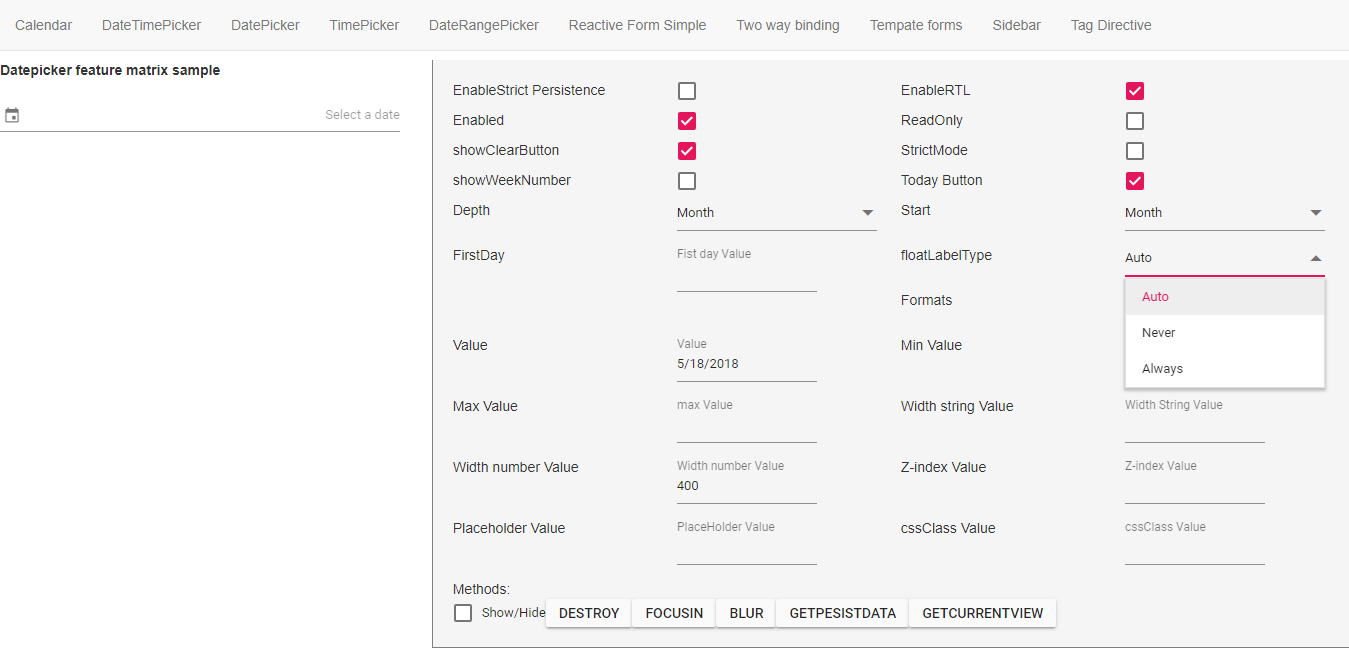 Calendar DateTimePicker DatePicker TimePicker DateRangePicker Reactive Form Simple Two way binding Tempate forms Sidebar Tag Directive
Datepicker feature matrix sample
Select a date
EnableStrict Persistence EnableRTL
Enabled ReadOnly
showClearButton StrictMode
showWeekNumber Today Button
Depth Month Start Month
FirstDay Fist day Value floatLabelType Auto
Auto
Formats
Never
Value Value Min Value
5/18/2018
Always
Max Value max Value Width string Value Width String Value
Width number Value Width number Value Z-index Value Z-index Value
400
Placeholder Value PlaceHolder Value cssClass Value cssClass Value
Methods:
Show/Hide DESTROY FOCUSIN BLUR GETPESISTDATA GETCURRENTVIEW